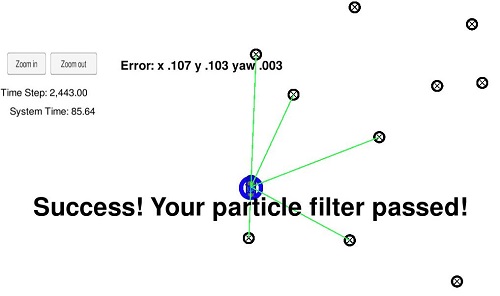 Error: x .107 y .103 yaw .003
Zoom in Zoom out
Time Step: 2,443.00
System Time: 85.64
Success! Your particle filter passed!